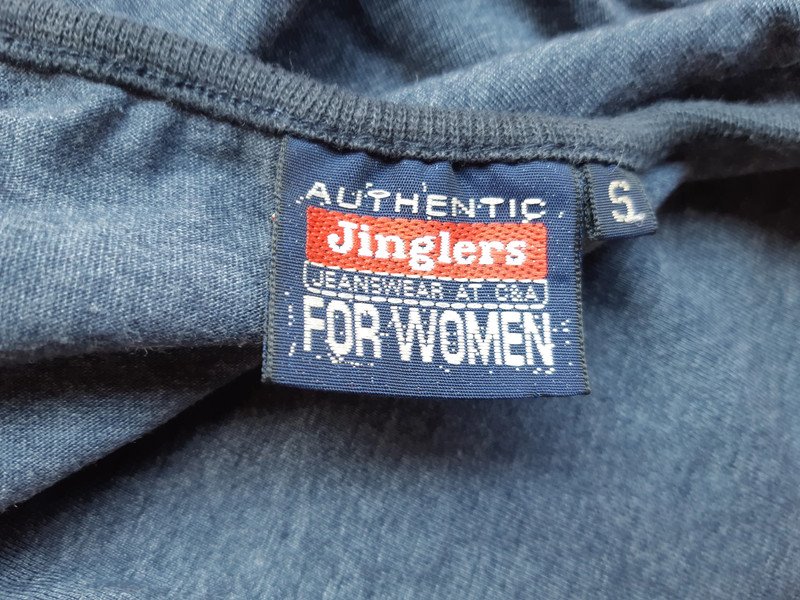 AUTHENTIC
Jinglers
JEANSWEAR AT C&A
FOR WOMEN
S